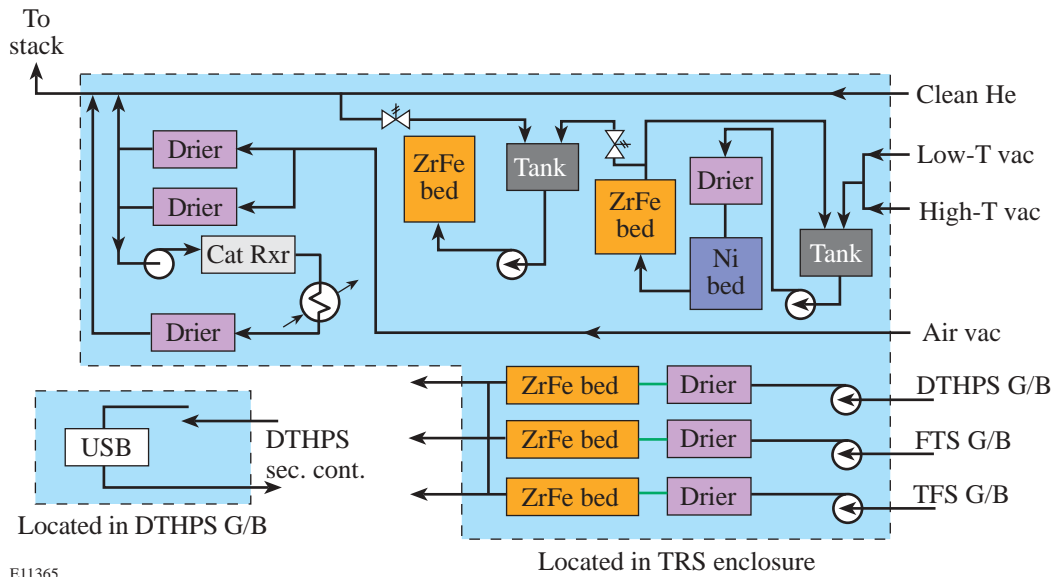 To
stack
Clean He
Drier
ZrFe
bed
Tank
Drier
Low-T vac
Drier
ZrFe
bed
High-T vac
Cat Rxr
Ni
bed
Tank
Drier
Air vac
ZrFe bed
Drier
DTHPS G/B
USB
DTHPS
sec. cont.
ZrFe bed
Drier
FTS G/B
ZrFe bed
Drier
TFS G/B
Located in DTHPS G/B
Located in TRS enclosure
E11365